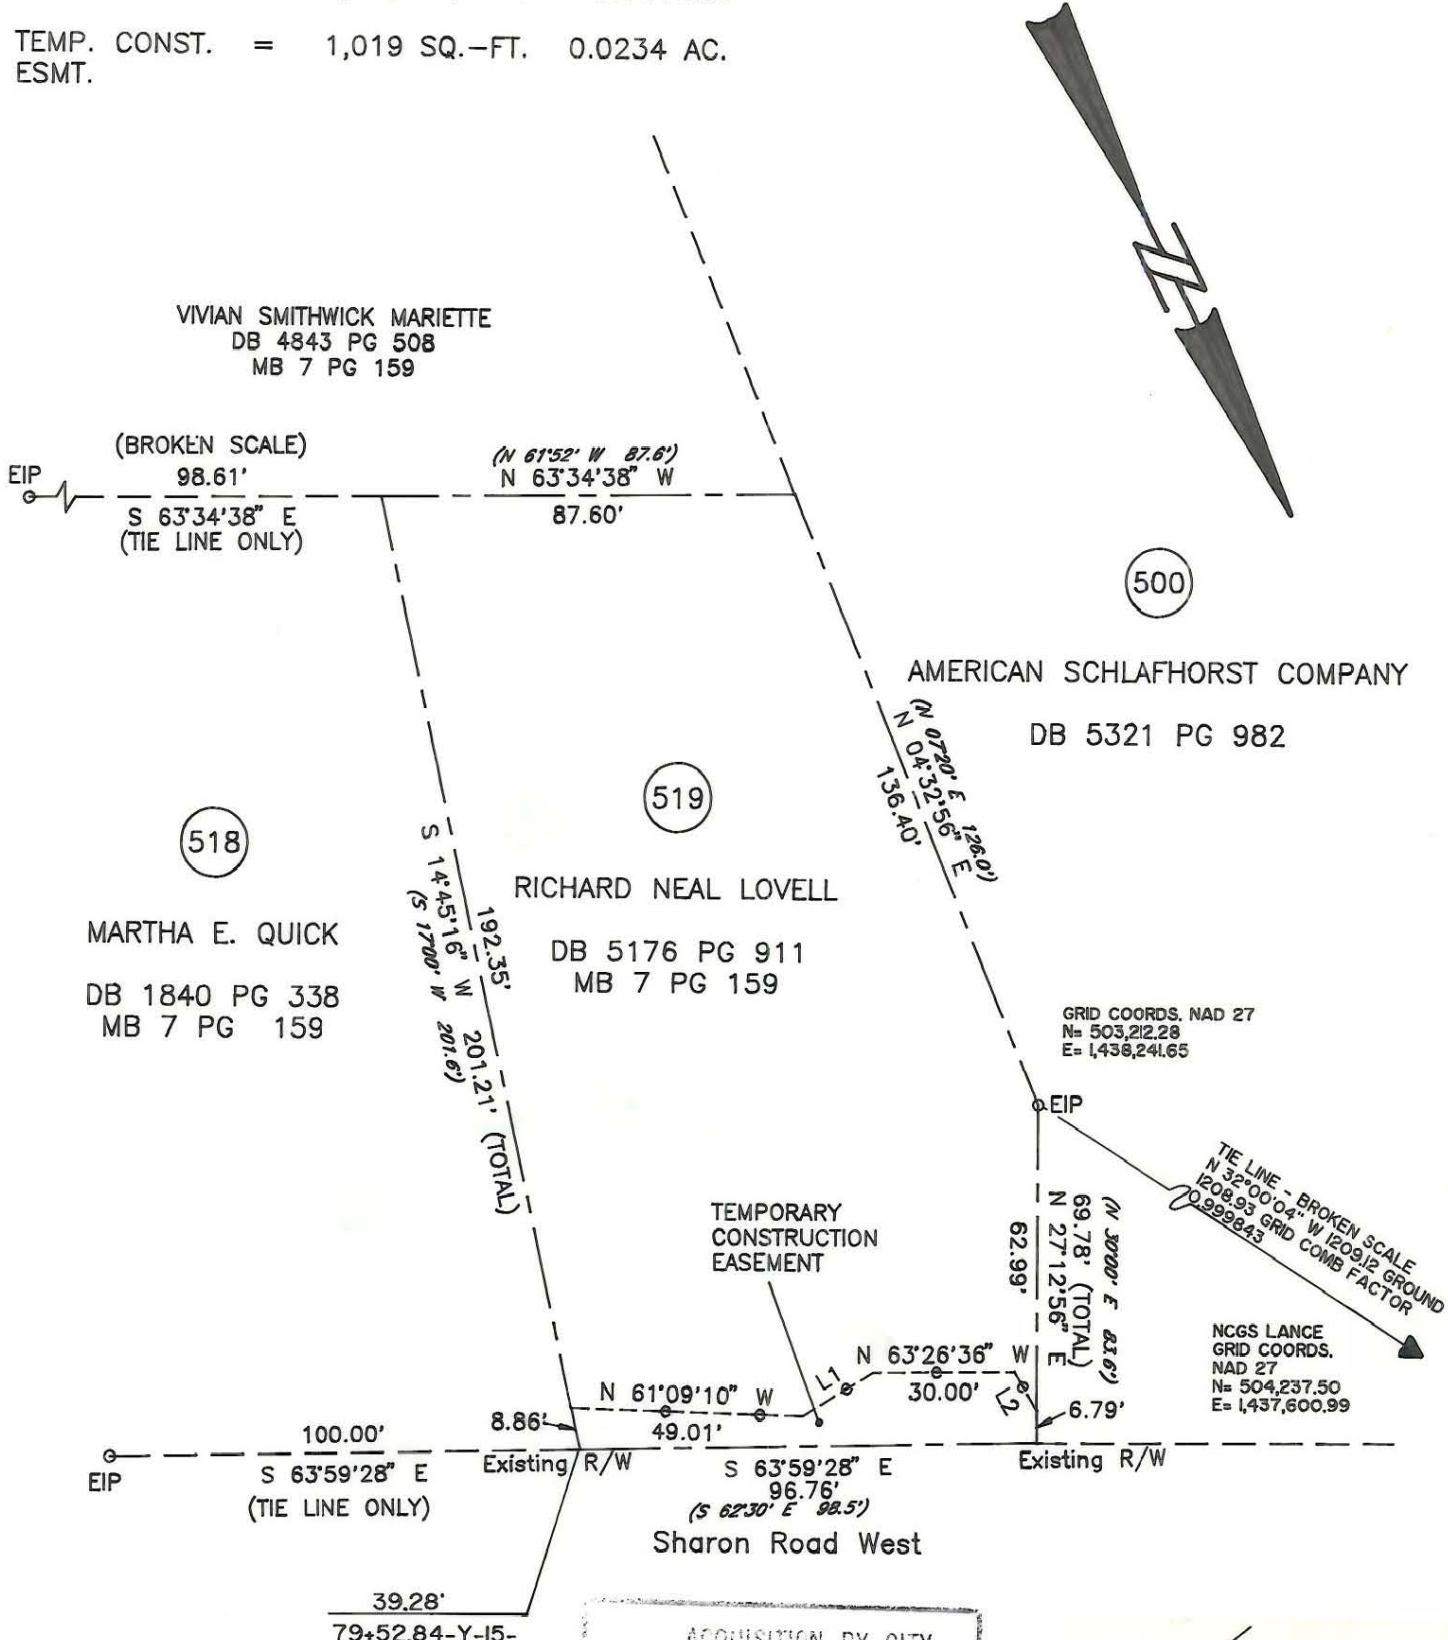 TEMP. CONST. = 1,019 SQ.-FT. 0.0234 AC.
ESMT.
VIVIAN SMITHWICK MARIETTE
DB 4843 PG 508
MB 7 PG 159
(BROKEN SCALE)
98.61'
EIP
S 63°34'38" E
(TIE LINE ONLY)
(N 61°52' W 87.6')
N 63°34'38" W
87.60'
500
AMERICAN SCHLAFHORST COMPANY
DB 5321 PG 982
(N 07°20' E 126.0')
N 04°32'56" E
136.40'
519
RICHARD NEAL LOVELL
DB 5176 PG 911
MB 7 PG 159
518
MARTHA E. QUICK
DB 1840 PG 338
MB 7 PG 159
192.35'
S 14°45'16" W 201.21' (TOTAL)
(S 17°00' W 201.6')
GRID COORDS. NAD 27
N= 503,212.28
E= 1,438,241.65
EIP
TIE LINE - BROKEN SCALE
N 32°00'04" W 1209.12 GROUND
1208.93 GRID COMB FACTOR
0.999843
(N 30°00' E 83.6')
69.78' (TOTAL)
N 27°12'56" E
62.99'
NCGS LANCE
GRID COORDS.
NAD 27
N= 504,237.50
E= 1,437,600.99
TEMPORARY
CONSTRUCTION
EASEMENT
N 63°26'36" W
30.00'
L1
L2
6.79'
N 61°09'10" W
49.01'
8.86'
100.00'
EIP
S 63°59'28" E
(TIE LINE ONLY)
Existing R/W
S 63°59'28" E
96.76'
(S 62°30' E 98.5')
Existing R/W
Sharon Road West
39.28'
79+52.84-Y-15-
ACQUISITION BY CITY